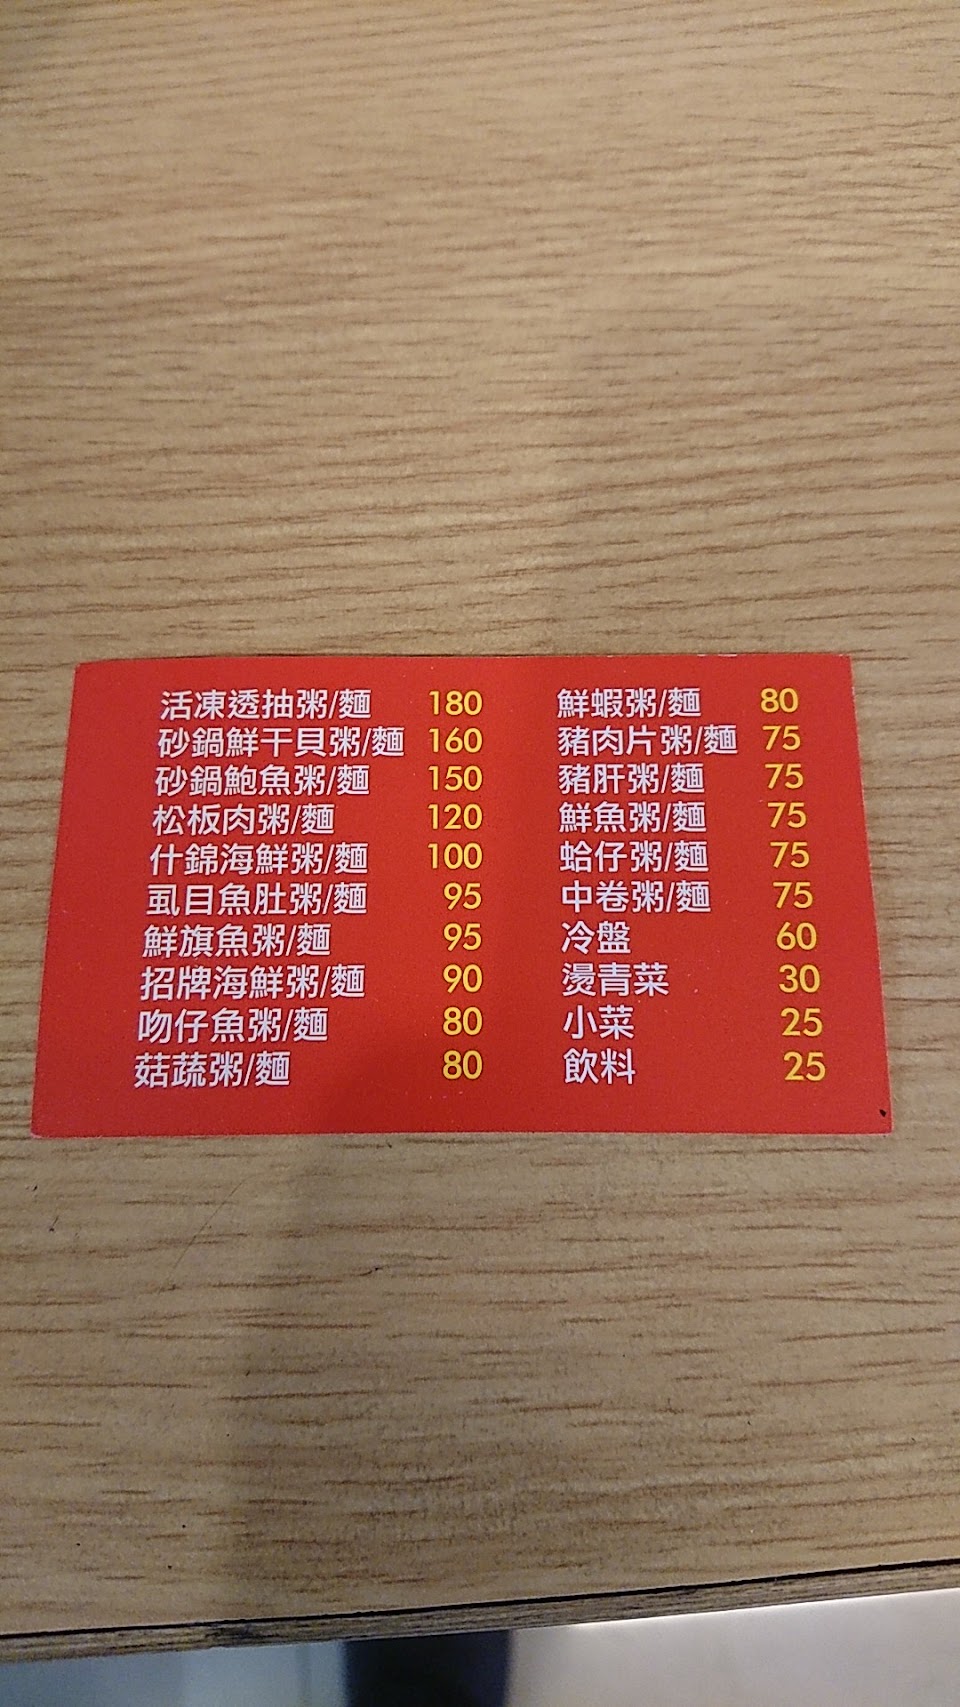 活凍透抽粥/麵 180
砂鍋鮮干貝粥/麵 160
砂鍋鮑魚粥/麵 150
松板肉粥/麵 120
什錦海鮮粥/麵 100
虱目魚肚粥/麵 95
鮮旗魚粥/麵 95
招牌海鮮粥/麵 90
吻仔魚粥/麵 80
菇蔬粥/麵 80
鮮蝦粥/麵 80
豬肉片粥/麵 75
豬肝粥/麵 75
鮮魚粥/麵 75
蛤仔粥/麵 75
中卷粥/麵 75
冷盤 60
燙青菜 30
小菜 25
飲料 25